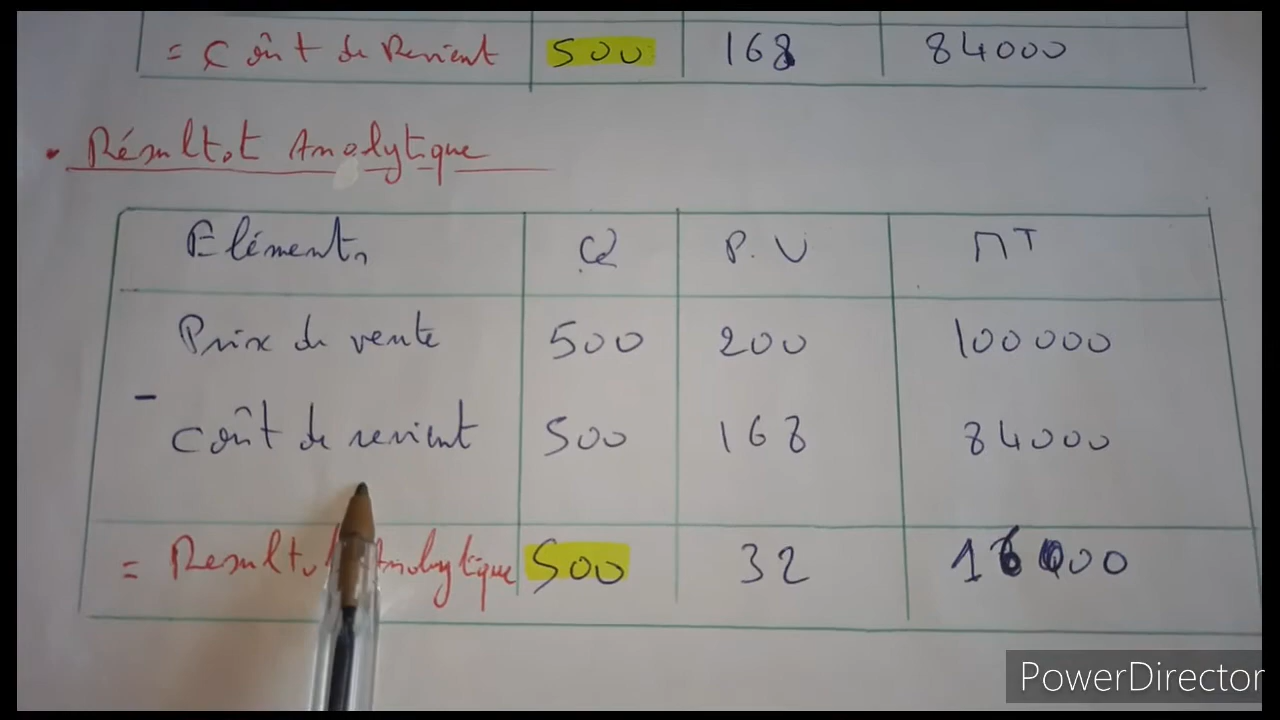 = Coût de Revient 500 168 84000
. Résultat Analytique
Eléments Q P.U MT
Prix de vente 500 200 100000
- Coût de revient 500 168 84000
= Resultat Analytique 500 32 16000
PowerDirector